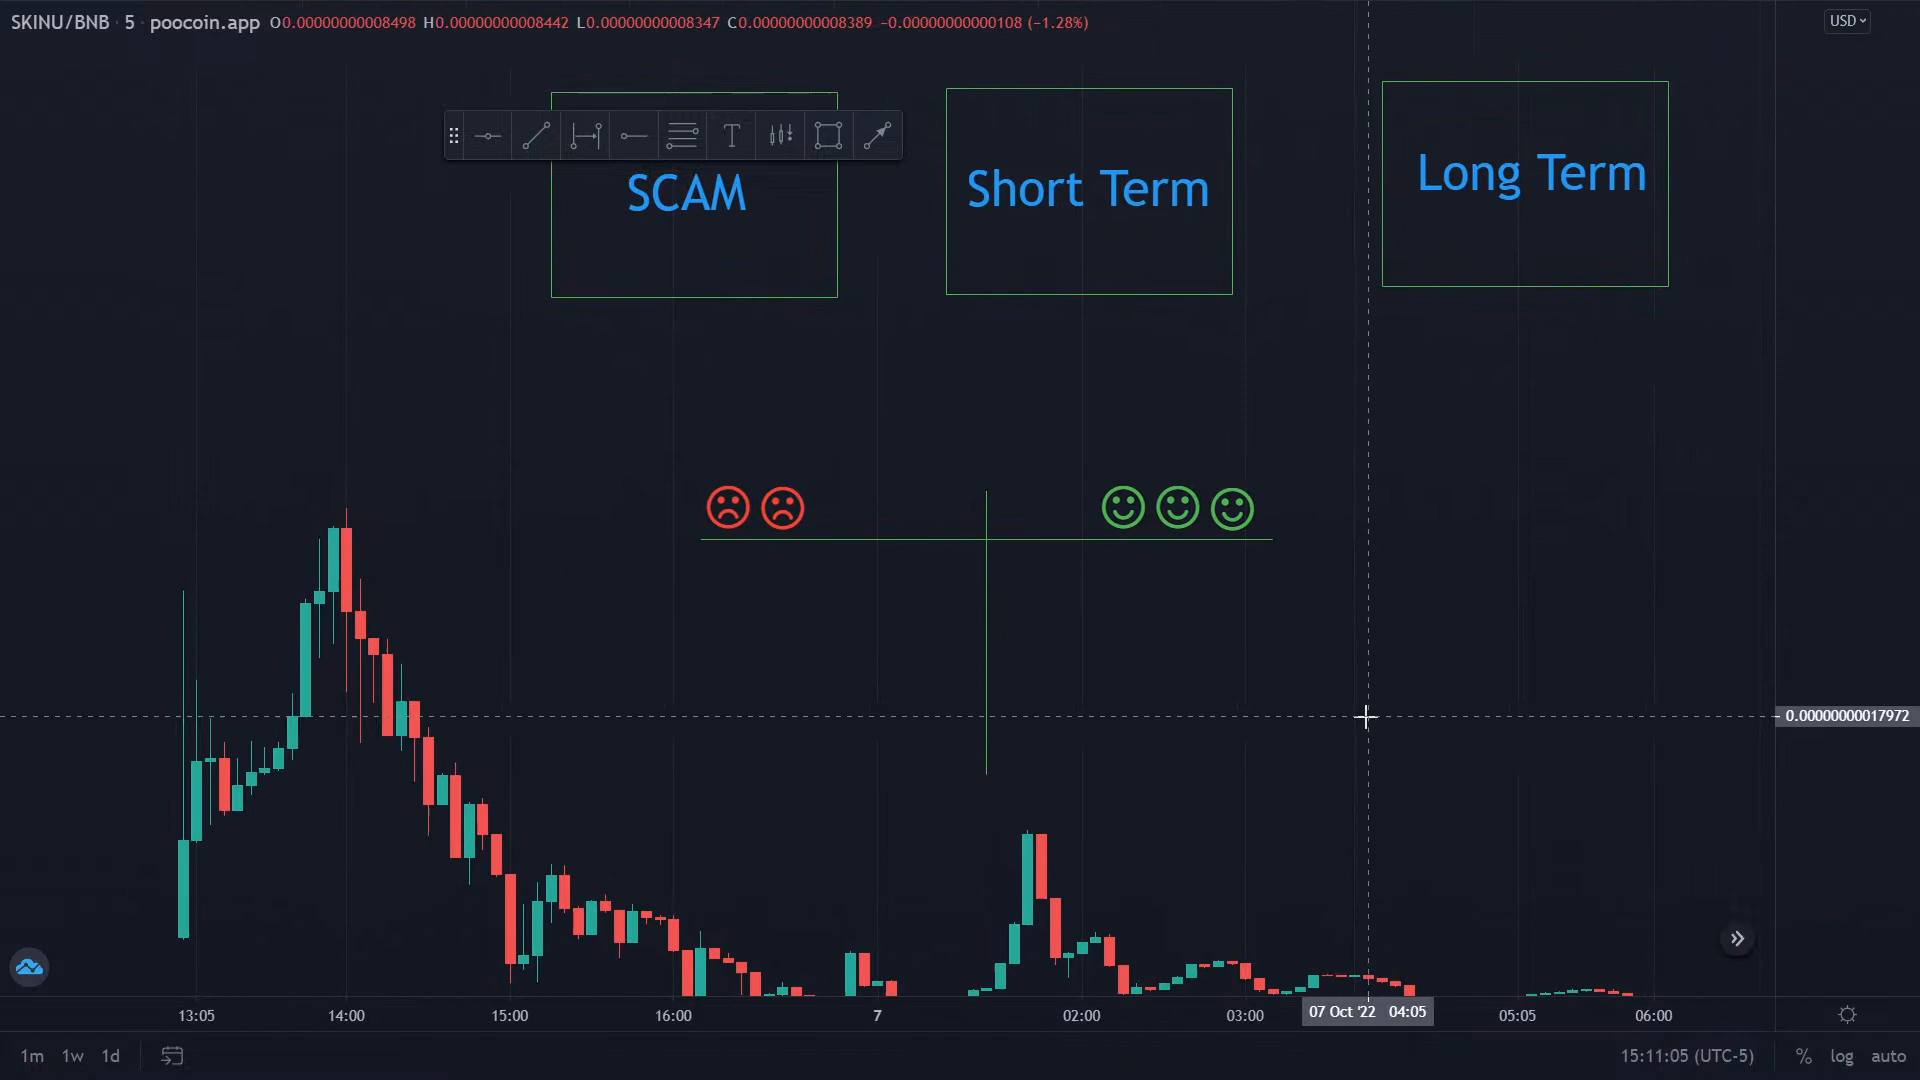 SKINU/BNB · 5 · poocoin.app O0.00000000008498 H0.00000000008442 L0.00000000008347 C0.00000000008389 −0.00000000000108 (−1.28%)
USD
SCAM
Short Term
Long Term
0.00000000017972
13:05 14:00 15:00 16:00 7 02:00 03:00 07 Oct '22 04:05 05:05 06:00
1m 1w 1d 15:11:05 (UTC-5) % log auto